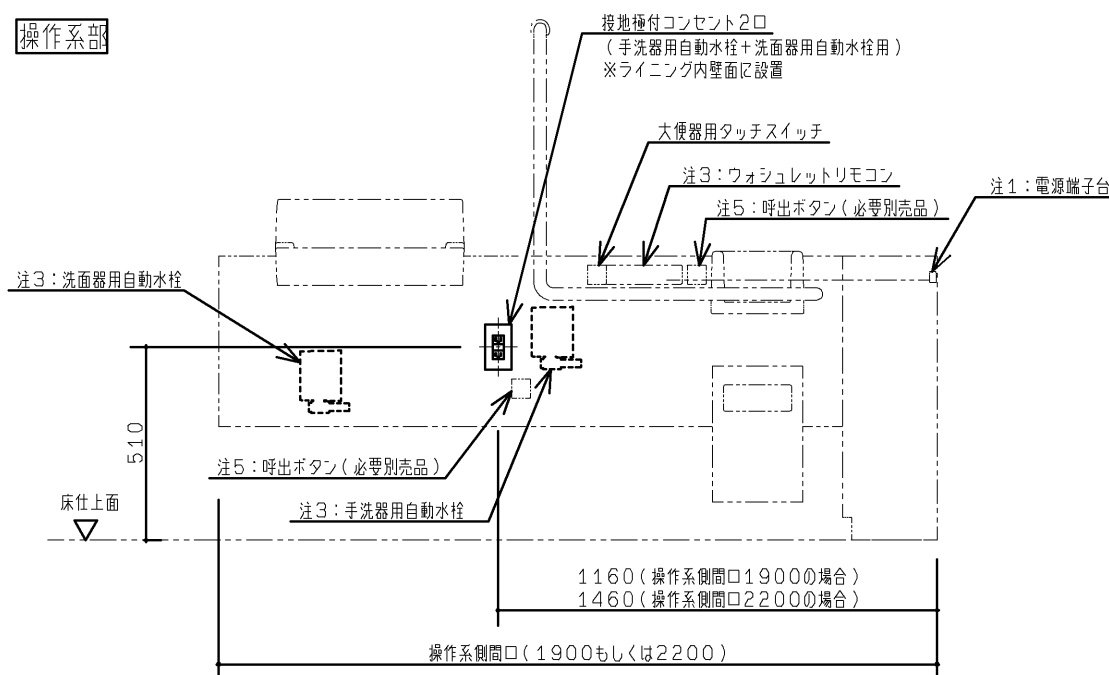 操作系部
接地極付コンセント2口
(手洗器用自動水栓+洗面器用自動水栓用)
※ライニング内壁面に設置
大便器用タッチスイッチ
注3:ウォシュレットリモコン
注1:電源端子台
注5:呼出ボタン(必要別売品)
注3:洗面器用自動水栓
510
注5:呼出ボタン(必要別売品)
床仕上面
注3:手洗器用自動水栓
1160(操作系側間口1900の場合)
1460(操作系側間口2200の場合)
操作系側間口(1900もしくは2200)